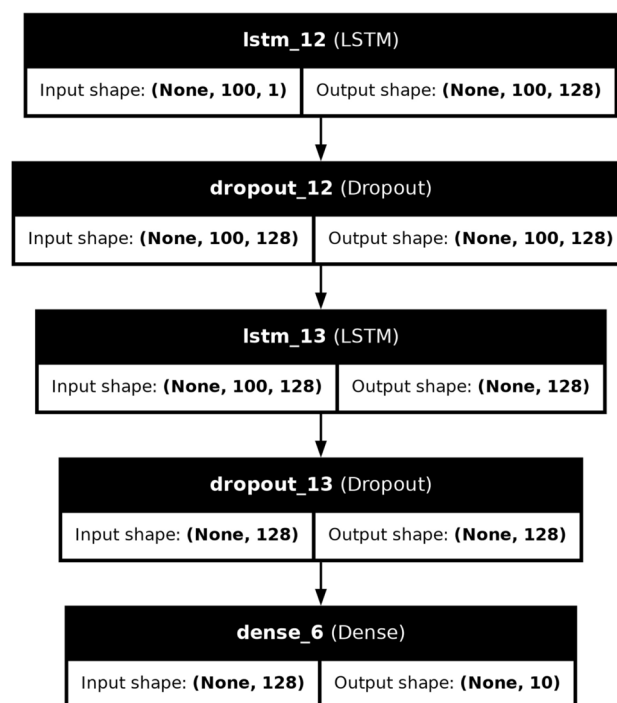 lstm_12 (LSTM)
Input shape: (None, 100, 1) Output shape: (None, 100, 128)
dropout_12 (Dropout)
Input shape: (None, 100, 128) Output shape: (None, 100, 128)
lstm_13 (LSTM)
Input shape: (None, 100, 128) Output shape: (None, 128)
dropout_13 (Dropout)
Input shape: (None, 128) Output shape: (None, 128)
dense_6 (Dense)
Input shape: (None, 128) Output shape: (None, 10)